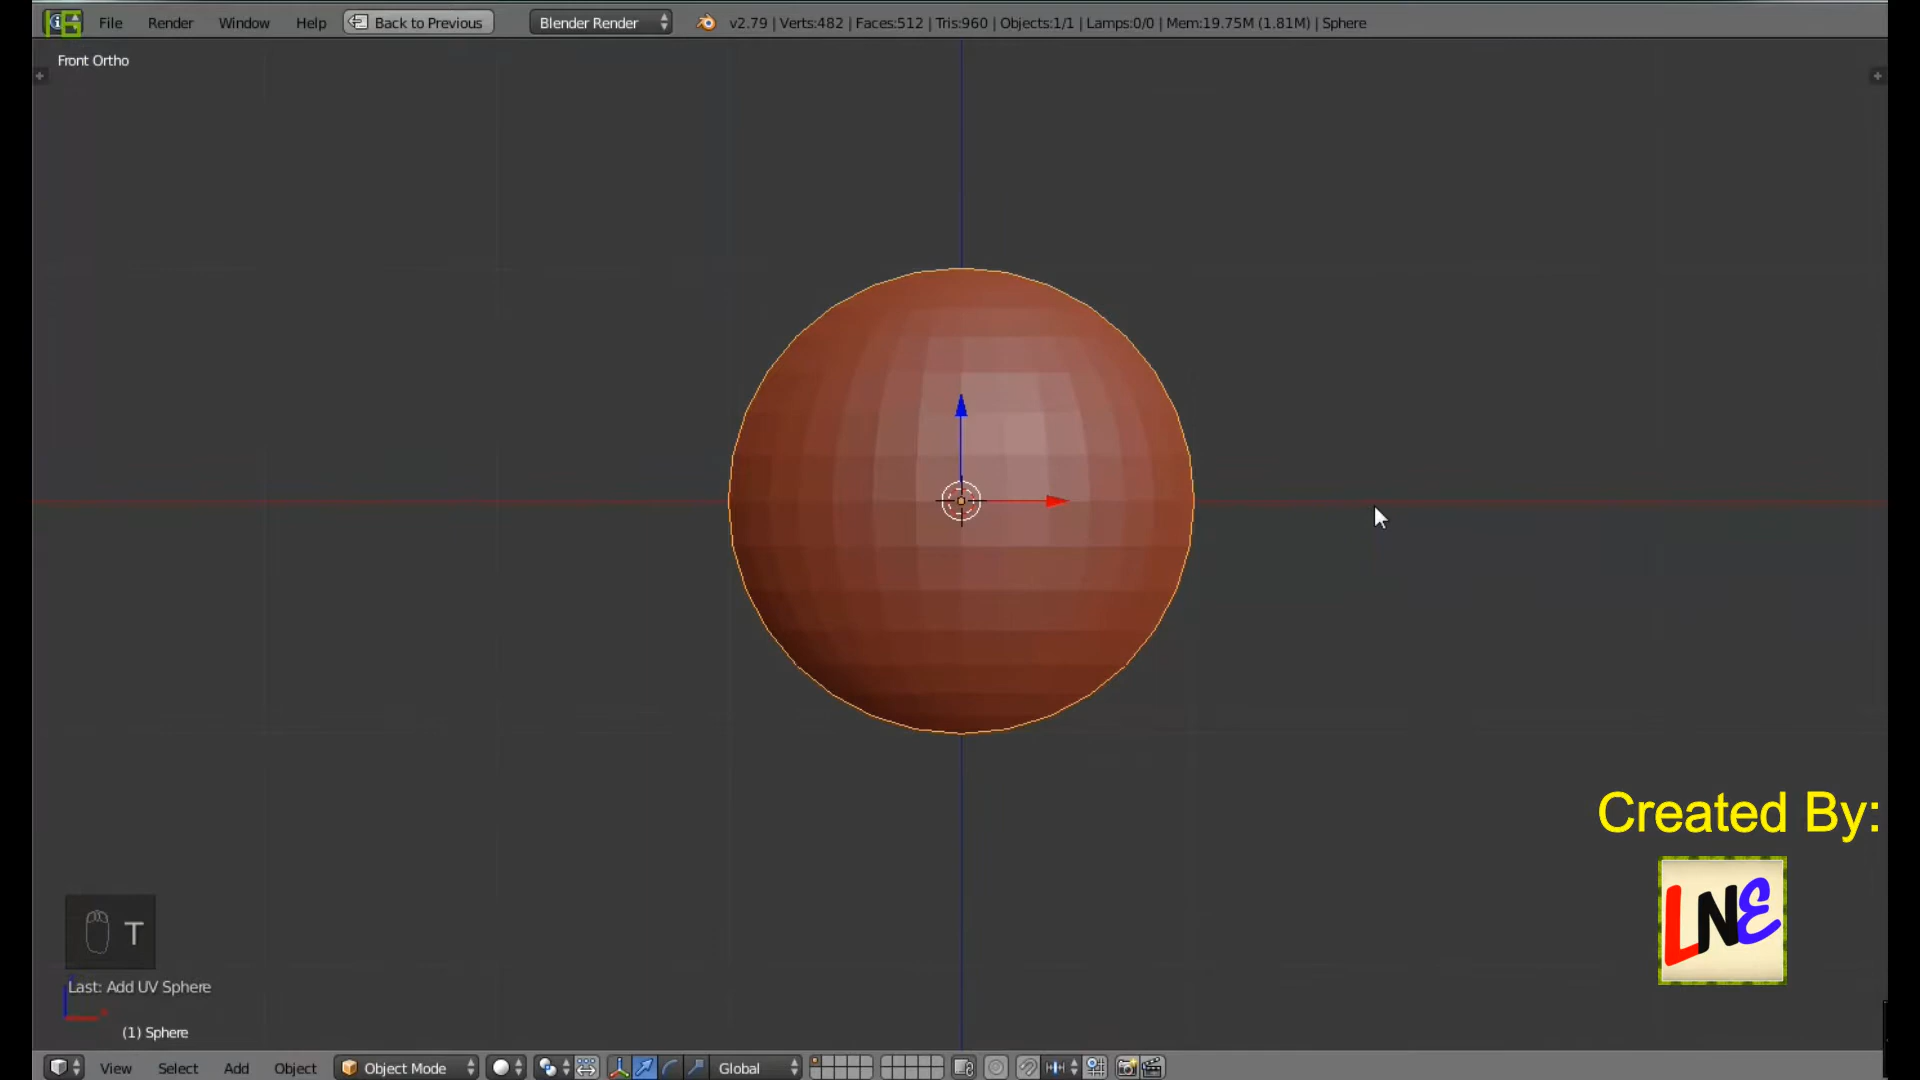 File Render Window Help Back to Previous Blender Render v2.79 | Verts:482 | Faces:512 | Tris:960 | Objects:1/1 | Lamps:0/0 | Mem:19.75M (1.81M) | Sphere
Front Ortho
Created By:
LNE
T
Last: Add UV Sphere
(1) Sphere
View Select Add Object Object Mode Global